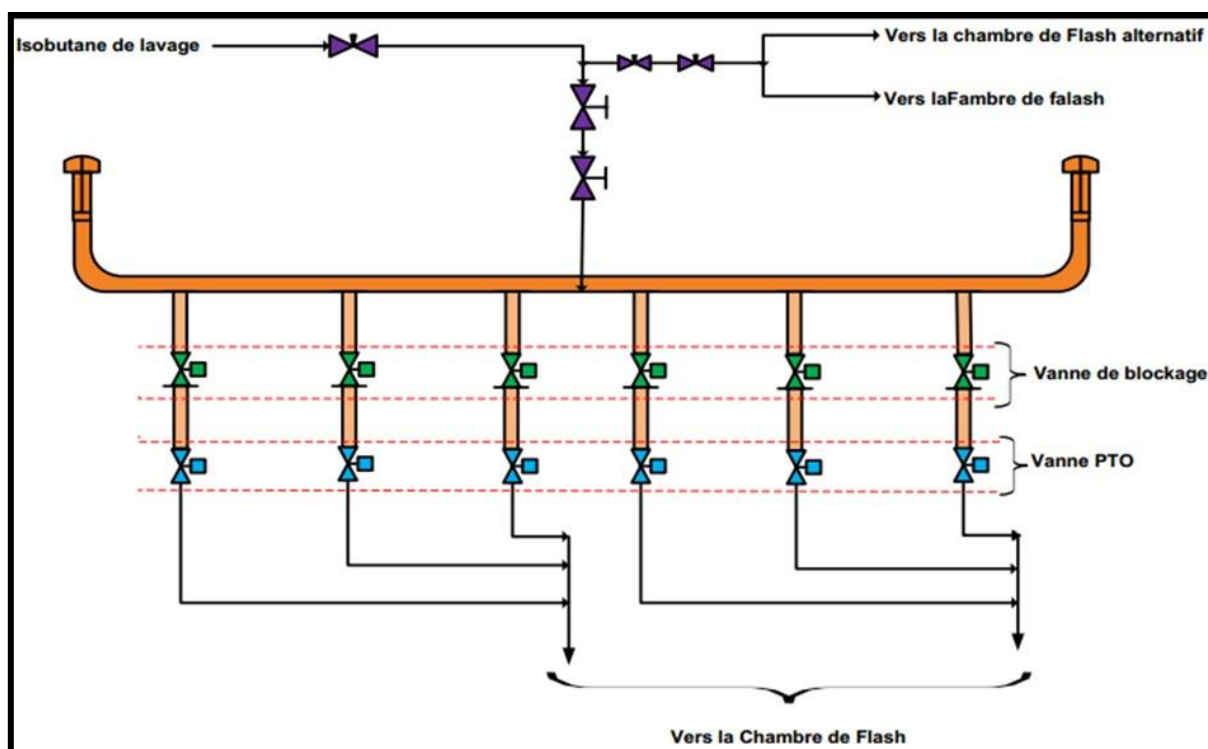 Isobutane de lavage
Vers la chambre de Flash alternatif
Vers laFambre de falash
Vanne de blockage
Vanne PTO
Vers la Chambre de Flash